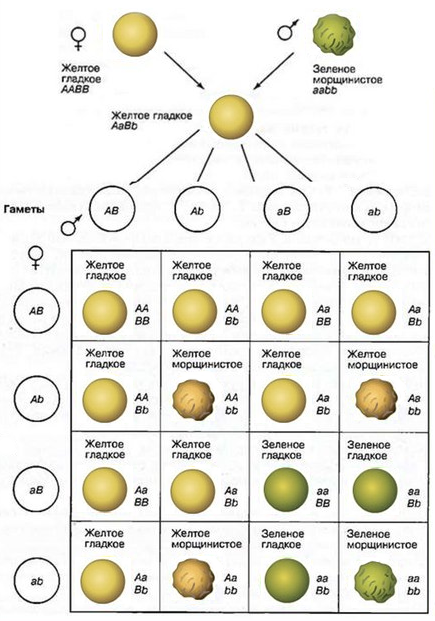 ♀
♂
Желтое
гладкое
AABB
Зеленое
морщинистое
aabb
Желтое гладкое
AaBb
Гаметы
♂
AB
Ab
aB
ab
♀
AB
Желтое
гладкое
AA
BB
Желтое
гладкое
AA
Bb
Желтое
гладкое
Aa
BB
Желтое
гладкое
Aa
Bb
Ab
Желтое
гладкое
AA
Bb
Желтое
морщинистое
AA
bb
Желтое
гладкое
Aa
Bb
Желтое
морщинистое
Aa
bb
aB
Желтое
гладкое
Aa
BB
Желтое
гладкое
Aa
Bb
Зеленое
гладкое
aa
BB
Зеленое
гладкое
aa
Bb
ab
Желтое
гладкое
Aa
Bb
Желтое
морщинистое
Aa
bb
Зеленое
гладкое
aa
Bb
Зеленое
морщинистое
aa
bb